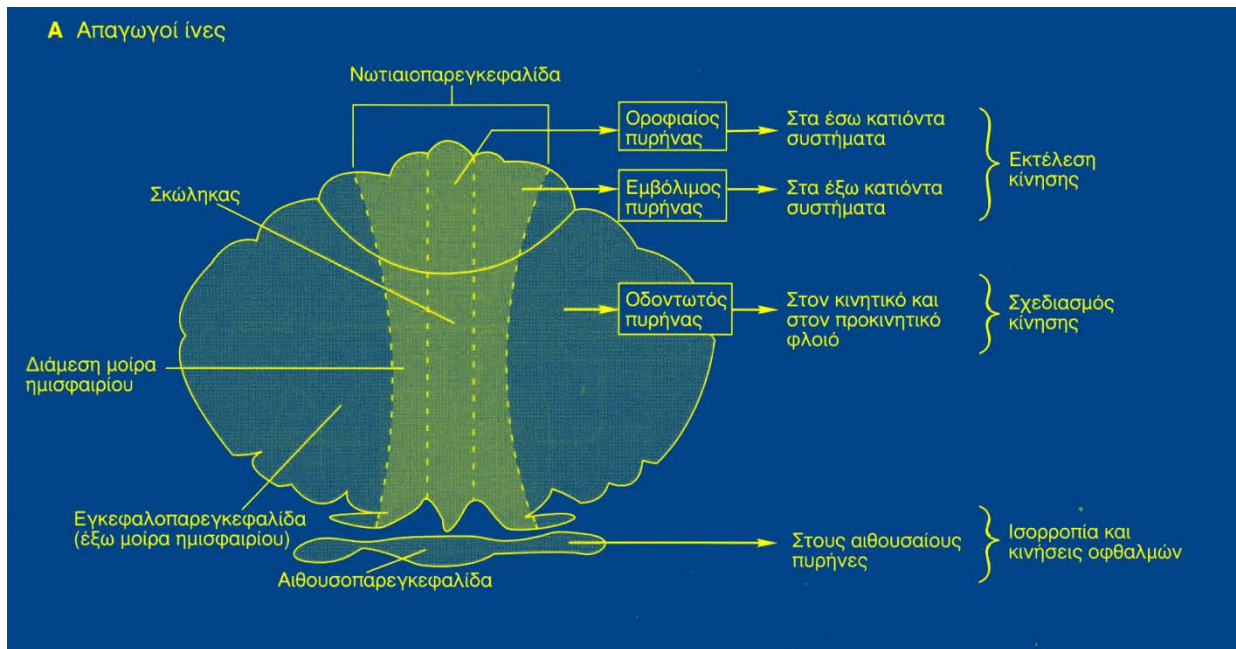 Α Απαγωγοί ίνες
Νωτιαιοπαρεγκεφαλίδα
Οροφιαίος
πυρήνας
Στα έσω κατιόντα
συστήματα
Εκτέλεση
κίνησης
Εμβόλιμος
πυρήνας
Στα έξω κατιόντα
συστήματα
Σκώληκας
Οδοντωτός
πυρήνας
Στον κινητικό και
στον προκινητικό
φλοιό
Σχεδιασμός
κίνησης
Διάμεση μοίρα
ημισφαιρίου
Εγκεφαλοπαρεγκεφαλίδα
(έξω μοίρα ημισφαιρίου)
Στους αιθουσαίους
πυρήνες
Ισορροπία και
κινήσεις οφθαλμών
Αιθουσοπαρεγκεφαλίδα